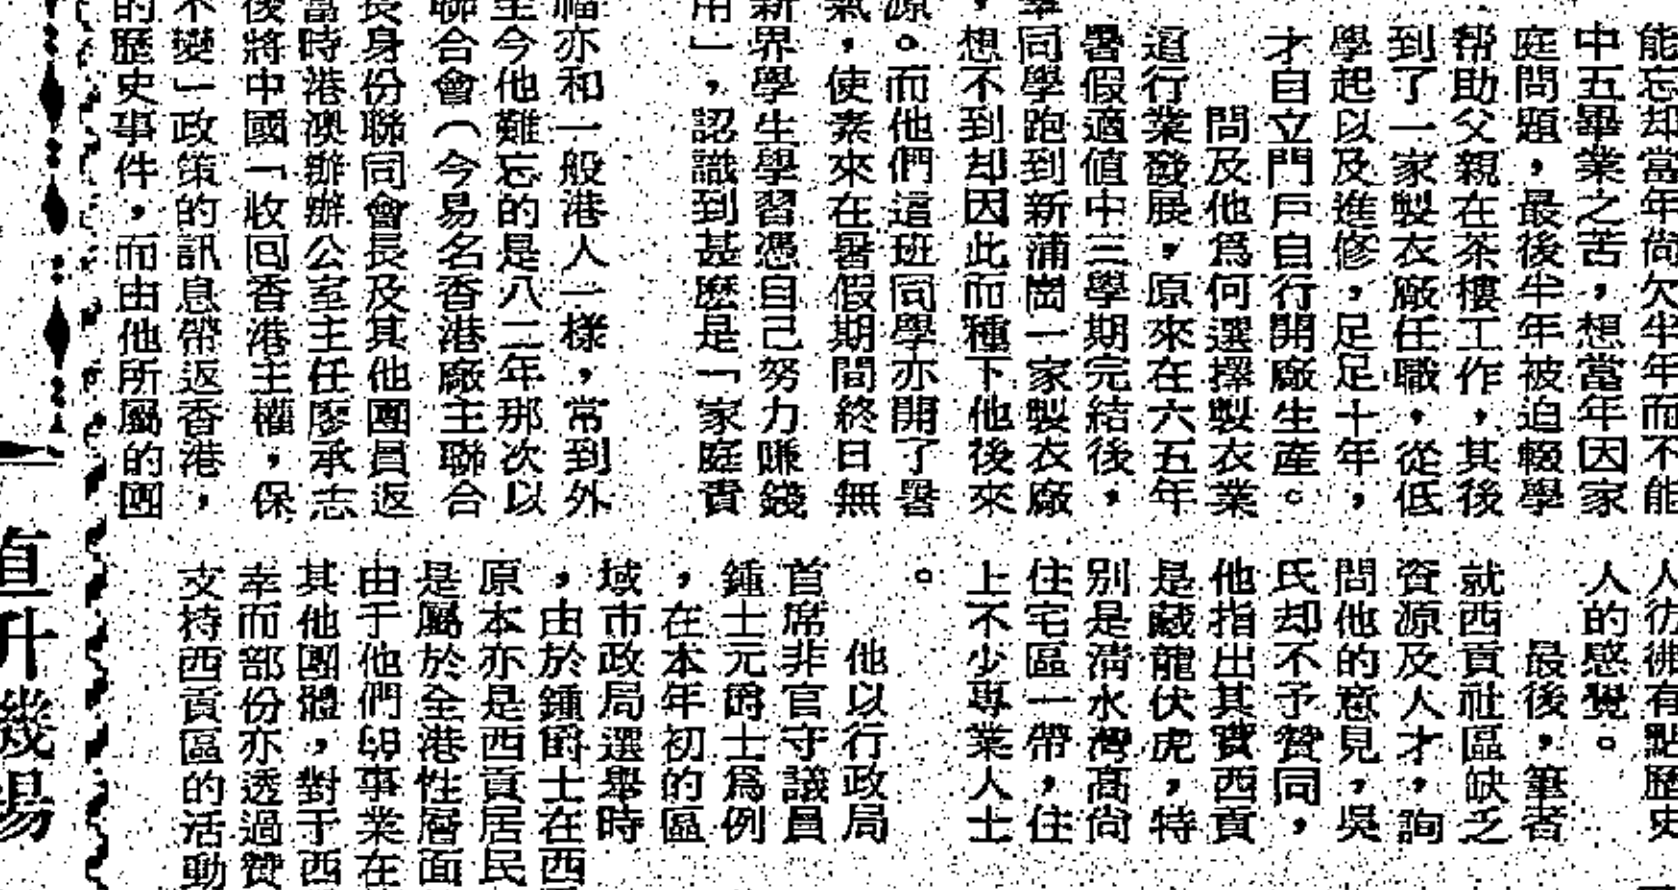 能忘却當年尚欠半年而不能
中五畢業之苦，想當年因家
庭問題，最後半年被迫輟學
帮助父親在茶樓工作，其後
到了一家製衣廠任職，從低
學起以及進修，足足十年，
才自立門戶自行開廠生產。
問及他爲何選擇製衣業
這行業發展，原來在六五年
暑假適值中三學期完結後，
羣同學跑到新蒲崗一家製衣廠
，想不到却因此而種下他後來
源。而他們這班同學亦開了暑
氣，使素來在暑假期間終日無
新界學生學習憑自己努力賺錢
用」，認識到甚麽是「家庭責
福亦和一般港人一樣，常到外
至今他難忘的是八二年那次以
聯合會（今易名香港廠主聯合
長身份聯同會長及其他團員返
當時港澳辦辦公室主任廖承志
後將中國「收囘香港主權，保
不變」政策的訊息帶返香港，
的歷史事件，而由他所屬的團
人彷彿有點歷史
人的感覺。
最後，筆者
就西貢社區缺乏
資源及人才，詢
問他的意見，吳
氏却不予贊同，
他指出其實西貢
是藏龍伏虎，特
别是清水灣高尚
住宅區一帶，住
上不少專業人士
。
他以行政局
首席非官守議員
鍾士元爵士爲例
，在本年初的區
域市政局選舉時
，由於鍾爵士在西
原本亦是西貢居民
是屬於全港性層面
由于他們
事業在
其他團體，對于西
幸而部份亦透過贊
支持西貢區的活動
直升機場